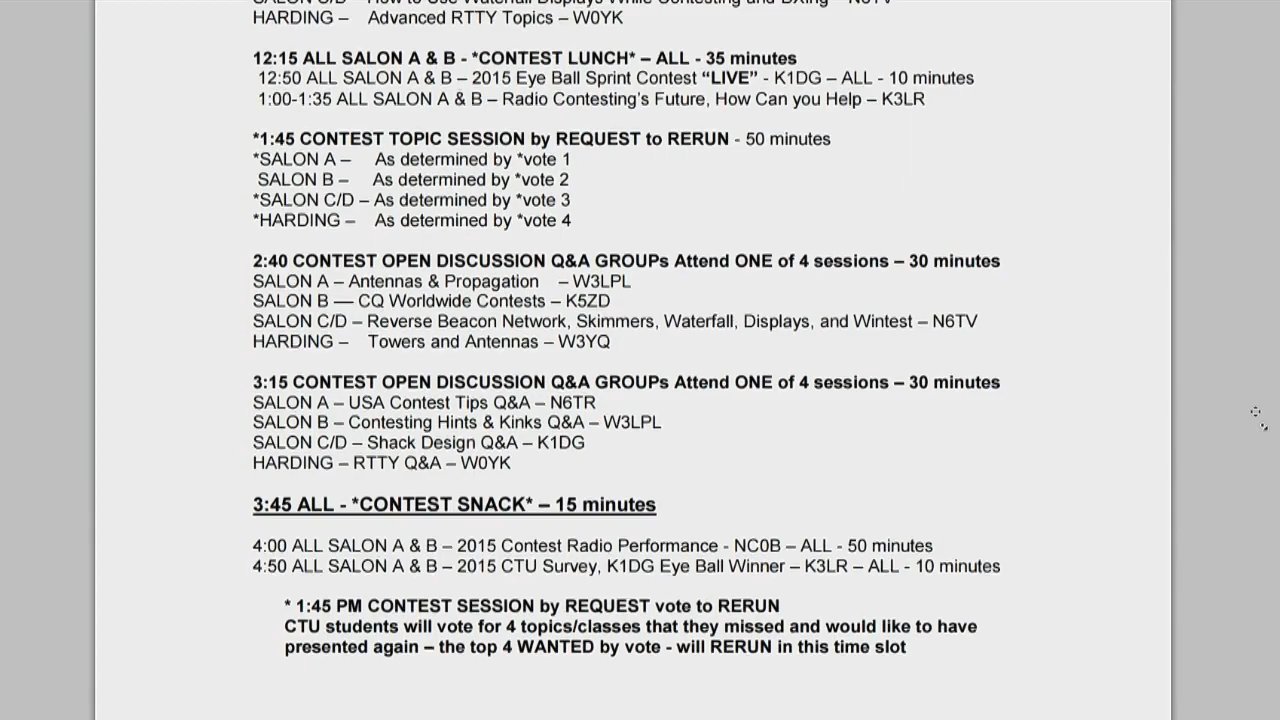 SALON C/D – How to Use Waterfall Displays While Contesting and DXing – N6TV
HARDING – Advanced RTTY Topics – W0YK
12:15 ALL SALON A & B - *CONTEST LUNCH* – ALL - 35 minutes
12:50 ALL SALON A & B – 2015 Eye Ball Sprint Contest “LIVE” - K1DG – ALL - 10 minutes
1:00-1:35 ALL SALON A & B – Radio Contesting’s Future, How Can you Help – K3LR
*1:45 CONTEST TOPIC SESSION by REQUEST to RERUN - 50 minutes
*SALON A – As determined by *vote 1
SALON B – As determined by *vote 2
*SALON C/D – As determined by *vote 3
*HARDING – As determined by *vote 4
2:40 CONTEST OPEN DISCUSSION Q&A GROUPs Attend ONE of 4 sessions – 30 minutes
SALON A – Antennas & Propagation – W3LPL
SALON B –– CQ Worldwide Contests – K5ZD
SALON C/D – Reverse Beacon Network, Skimmers, Waterfall, Displays, and Wintest – N6TV
HARDING – Towers and Antennas – W3YQ
3:15 CONTEST OPEN DISCUSSION Q&A GROUPs Attend ONE of 4 sessions – 30 minutes
SALON A – USA Contest Tips Q&A – N6TR
SALON B – Contesting Hints & Kinks Q&A – W3LPL
SALON C/D – Shack Design Q&A – K1DG
HARDING – RTTY Q&A – W0YK
3:45 ALL - *CONTEST SNACK* – 15 minutes
4:00 ALL SALON A & B – 2015 Contest Radio Performance - NC0B – ALL - 50 minutes
4:50 ALL SALON A & B – 2015 CTU Survey, K1DG Eye Ball Winner – K3LR – ALL - 10 minutes
* 1:45 PM CONTEST SESSION by REQUEST vote to RERUN
CTU students will vote for 4 topics/classes that they missed and would like to have
presented again – the top 4 WANTED by vote - will RERUN in this time slot